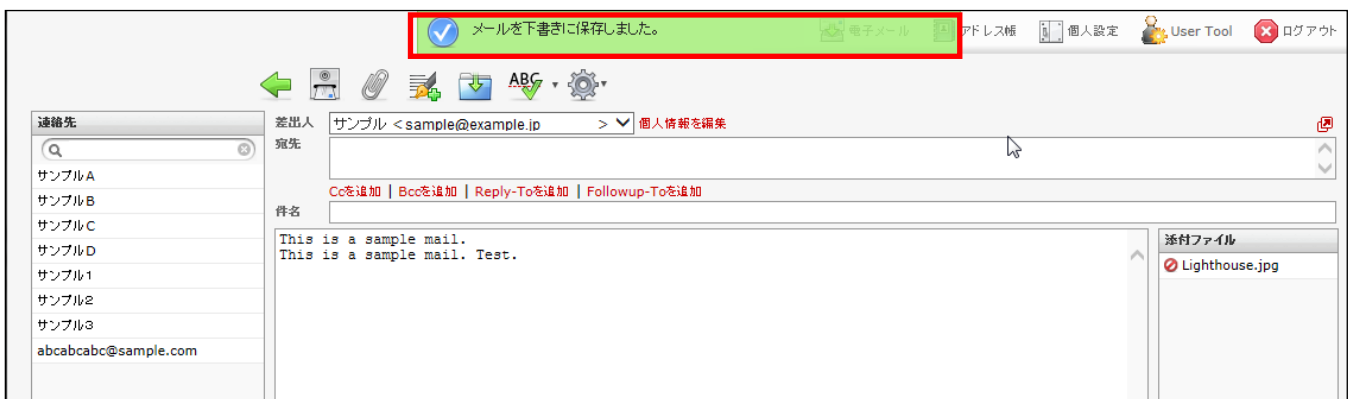 メールを下書きに保存しました。
電子メール アドレス帳 個人設定 User Tool ログアウト
ABC
連絡先
サンプルA
サンプルB
サンプルC
サンプルD
サンプル1
サンプル2
サンプル3
abcabcabc@sample.com
差出人 サンプル <sample@example.jp > 個人情報を編集
宛先
Ccを追加 | Bccを追加 | Reply-Toを追加 | Followup-Toを追加
件名
This is a sample mail.
This is a sample mail. Test.
添付ファイル
Lighthouse.jpg